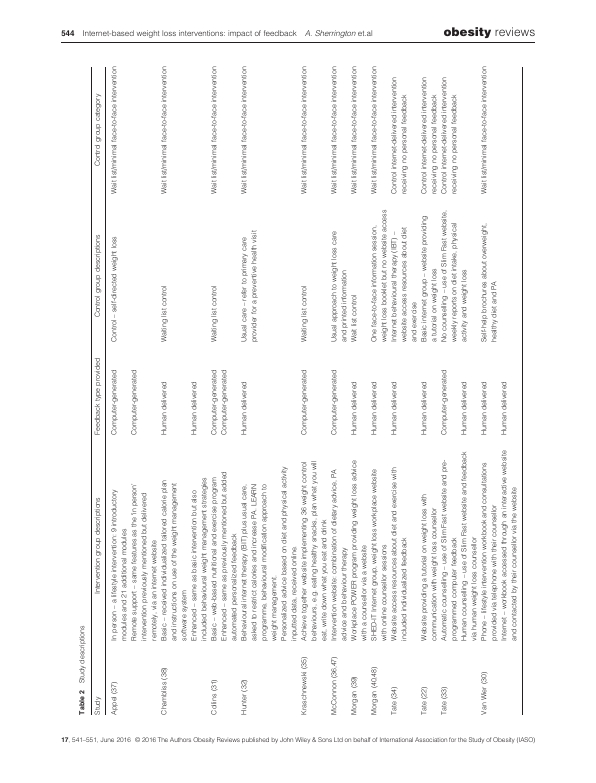 544 Internet-based weight loss interventions: impact of feedback A. Sherrington et.al
obesity reviews
Table 2 Study descriptions
Study Intervention group descriptions Feedback type provided Control group descriptions Control group category
Appel (37) In person – a lifestyle intervention: 9 introductory Computer-generated Control – self-directed weight loss Wait list/minimal face-to-face intervention
modules and 21 additional modules
Remote support – same features as the 'in person' Computer-generated
intervention previously mentioned but delivered
remotely, via an internet website
Chambliss (38) Basic – received individualized tailored calorie plan Human delivered Waiting list control Wait list/minimal face-to-face intervention
and instructions on use of the weight management
software system
Enhanced – same as basic intervention but also Human delivered
included behavioural weight management strategies
Collins (31) Basic – web-based nutritional and exercise program Computer-generated Waiting list control Wait list/minimal face-to-face intervention
Enhanced – same as previously mentioned but added Computer-generated
automated personalized feedback
Hunter (32) Behavioural internet therapy (BIT) plus usual care, Human delivered Usual care – refer to primary care Wait list/minimal face-to-face intervention
asked to restrict calories and increase PA. LEARN provider for a preventive health visit
programme, behavioural modification approach to
weight management.
Personalized advice based on diet and physical activity
inputted data, received online
Kraschnewski (35) Achieve together website implementing 36 weight control Computer-generated Waiting list control Wait list/minimal face-to-face intervention
behaviours, e.g. eating healthy snacks, plan what you will
eat, write down what you eat and drink
McConnon (36,47) Intervention website: combination of dietary advice, PA Computer-generated Usual approach to weight loss care Wait list/minimal face-to-face intervention
advice and behaviour therapy and printed information
Morgan (39) Workplace POWER program providing weight loss advice Human delivered Wait list control Wait list/minimal face-to-face intervention
with a counsellor via a website
Morgan (40,48) SHED-IT Internet group, weight loss workplace website Human delivered One face-to-face information session, Wait list/minimal face-to-face intervention
with online counsellor sessions weight loss booklet but no website access
Tate (34) Website access resources about diet and exercise with Human delivered Internet behavioural therapy (IBT) – Control internet-delivered intervention
included individualized feedback website access resources about diet receiving no personal feedback
and exercise
Tate (22) Website providing a tutorial on weight loss with Human delivered Basic internet group – website providing Control internet-delivered intervention
communication with weight loss counsellor a tutorial on weight loss receiving no personal feedback
Tate (33) Automatic counselling – use of SlimFast website and pre- Computer-generated No counselling – use of Slim Fast website, Control internet-delivered intervention
programmed computer feedback weekly reports on diet intake, physical receiving no personal feedback
Human counselling – use of SlimFast website and feedback Human delivered activity and weight loss
via human weight loss counsellor
Van Wier (30) Phone – lifestyle intervention workbook and consultations Human delivered Self-help brochures about overweight, Wait list/minimal face-to-face intervention
provided via telephone with their counsellor healthy diet and PA
Internet – workbook accessed through an interactive website Human delivered
and contacted by their counsellor via the website
17, 541–551, June 2016 © 2016 The Authors Obesity Reviews published by John Wiley & Sons Ltd on behalf of International Association for the Study of Obesity (IASO)